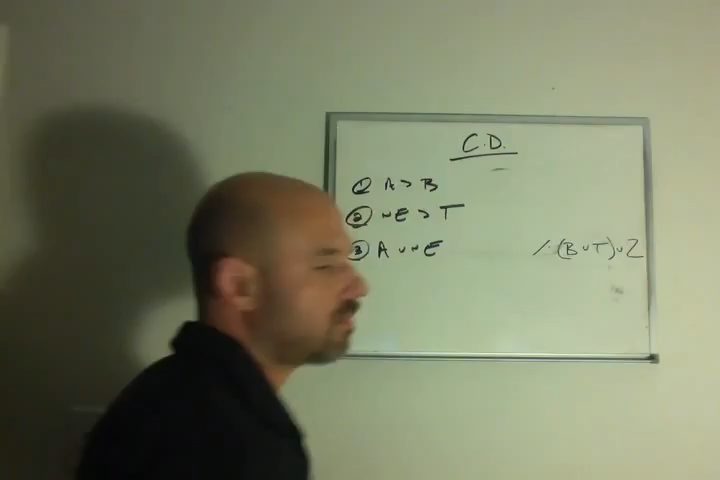 C.D.
① A > B
② ~E > T
③ A v ~E /∴ (B v T) v Z